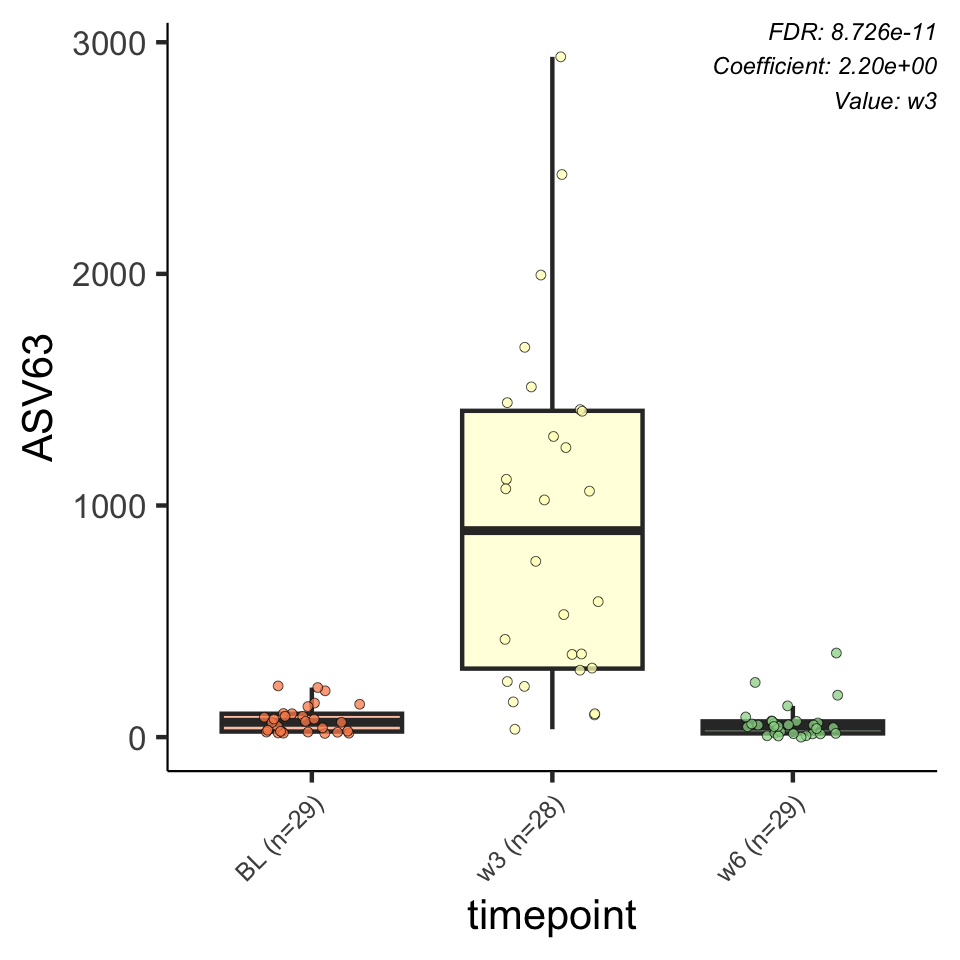 FDR: 8.726e-11
Coefficient: 2.20e+00
Value: w3
3000
2000
1000
0
ASV63
BL (n=29)
w3 (n=28)
w6 (n=29)
timepoint